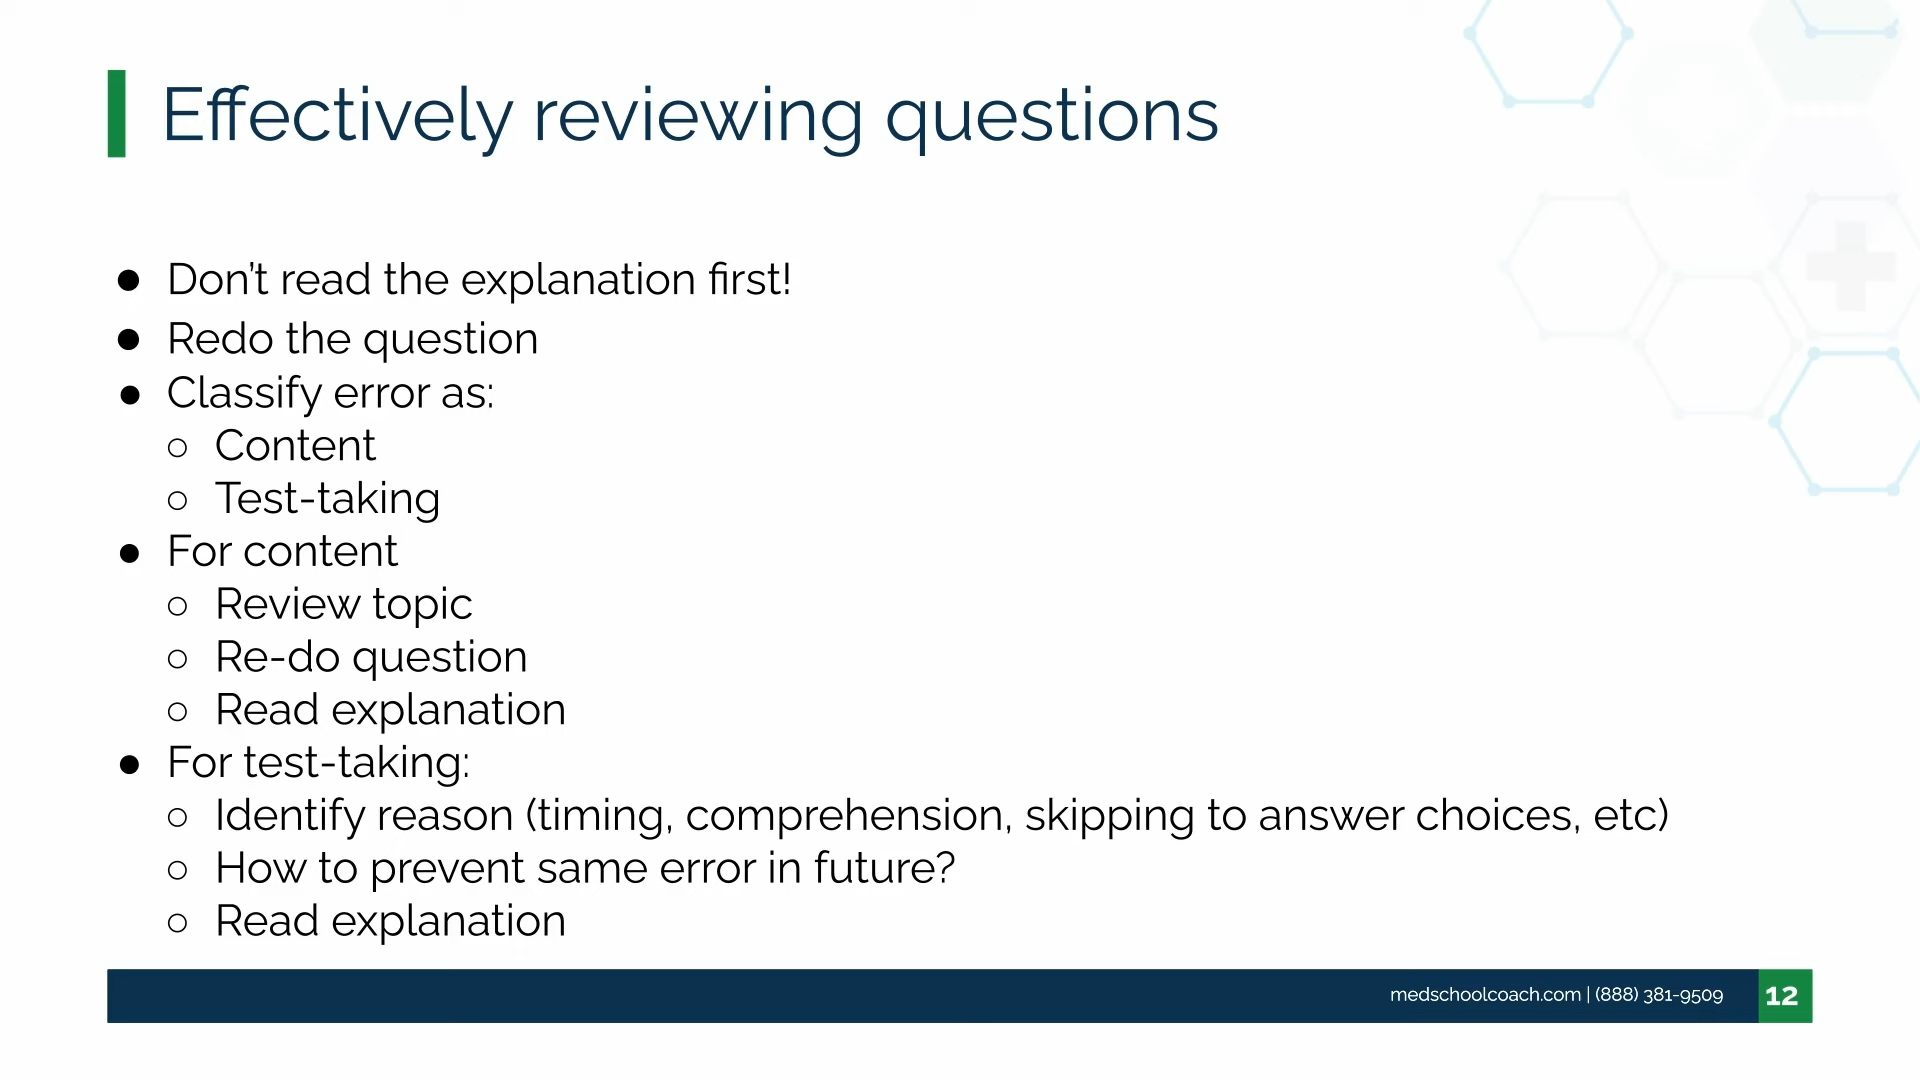 Effectively reviewing questions
● Don't read the explanation first!
● Redo the question
● Classify error as:
○ Content
○ Test-taking
● For content
○ Review topic
○ Re-do question
○ Read explanation
● For test-taking:
○ Identify reason (timing, comprehension, skipping to answer choices, etc)
○ How to prevent same error in future?
○ Read explanation
medschoolcoach.com | (888) 381-9509 12